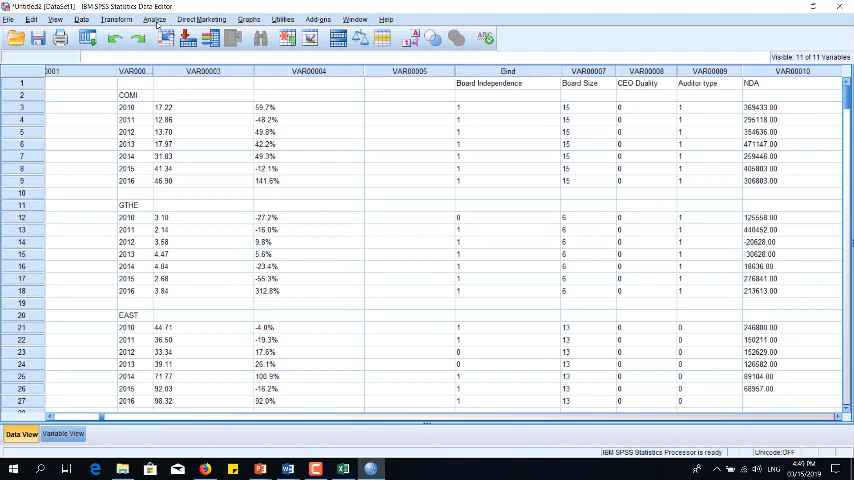 *Untitled2 [DataSet1] - IBM SPSS Statistics Data Editor
File Edit View Data Transform Analyze Direct Marketing Graphs Utilities Add-ons Window Help
Visible: 11 of 11 Variables
0001 VAR000... VAR00003 VAR00004 VAR00005 Bind VAR00007 VAR00008 VAR00009 VAR00010
1 Board Independence Board Size CEO Duality Auditor type NDA
2 COMI
3 2010 17.22 59.7% 1 15 0 1 369433.00
4 2011 12.86 -48.2% 1 15 0 1 295118.00
5 2012 13.70 49.8% 1 15 0 1 354636.00
6 2013 17.97 42.2% 1 15 0 1 471147.00
7 2014 31.83 49.3% 1 15 0 1 259446.00
8 2015 41.34 -12.1% 1 15 0 1 405803.00
9 2016 46.90 141.6% 1 15 0 1 306803.00
10
11 GTHE
12 2010 3.10 -27.2% 0 6 0 1 125558.00
13 2011 2.14 -16.0% 1 6 0 1 440452.00
14 2012 3.58 9.8% 1 6 0 1 -20628.00
15 2013 4.47 5.6% 1 6 0 1 -30628.00
16 2014 4.84 -23.4% 1 6 0 1 18636.00
17 2015 2.68 -55.3% 1 6 0 1 276841.00
18 2016 3.84 312.8% 1 6 0 1 213613.00
19
20 EAST
21 2010 44.71 -4.0% 1 13 0 0 246800.00
22 2011 36.50 -19.3% 1 13 0 0 150211.00
23 2012 33.34 17.6% 0 13 0 0 152629.00
24 2013 39.11 26.1% 0 13 0 0 126582.00
25 2014 71.77 100.9% 1 13 0 0 89104.00
26 2015 92.03 -16.2% 1 13 0 0 68957.00
27 2016 98.32 92.0% 1 13 0 0
Data View Variable View
IBM SPSS Statistics Processor is ready Unicode:OFF
ENG 4:49 PM
03/15/2019